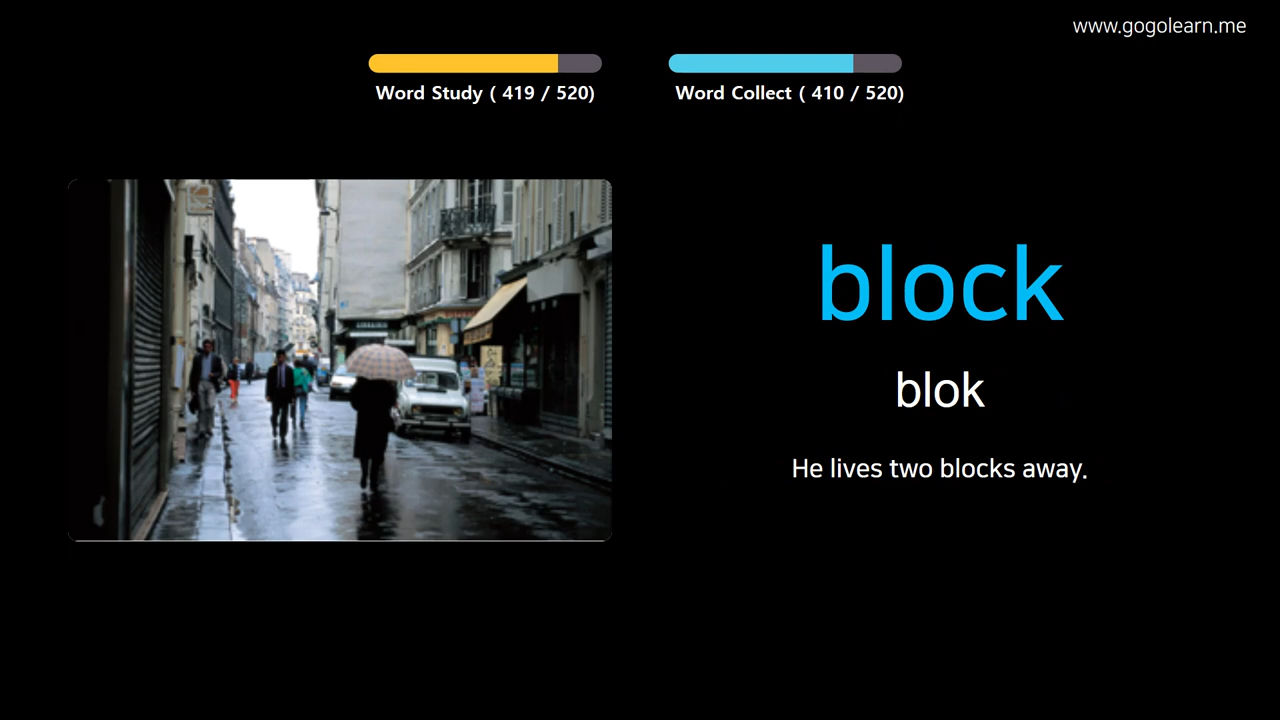 www.gogolearn.me
Word Study ( 419 / 520)
Word Collect ( 410 / 520)
block
blok
He lives two blocks away.